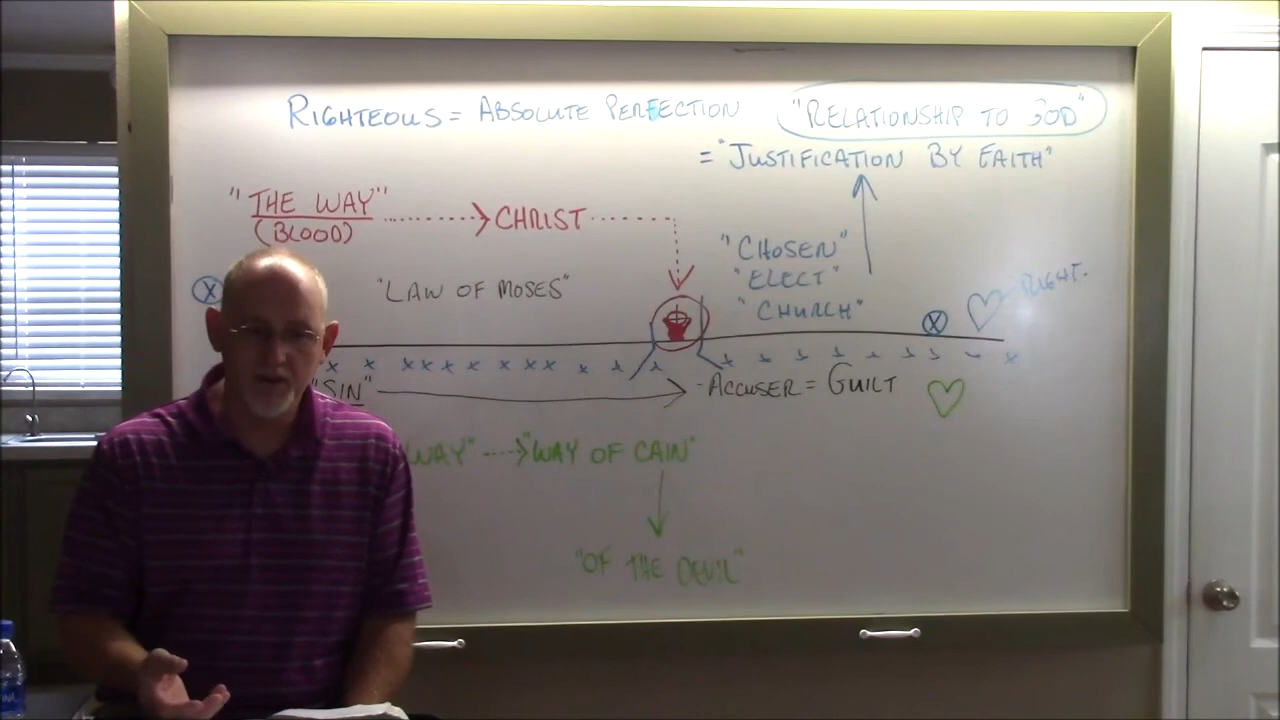 RIGHTEOUS = ABSOLUTE PERFECTION "RELATIONSHIP TO GOD"
= "JUSTIFICATION BY FAITH"
"THE WAY" CHRIST
(BLOOD)
"CHOSEN"
"ELECT"
"CHURCH"
"LAW OF MOSES"
RIGHT.
"SIN" - ACCUSER = GUILT
WAY" "WAY OF CAIN"
"OF THE DEVIL"